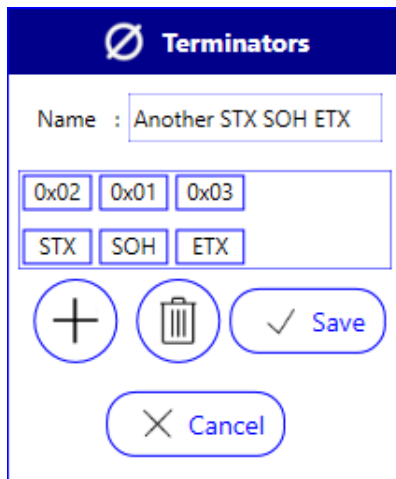 Terminators
Name : Another STX SOH ETX
0x02 0x01 0x03
STX SOH ETX
Save
Cancel